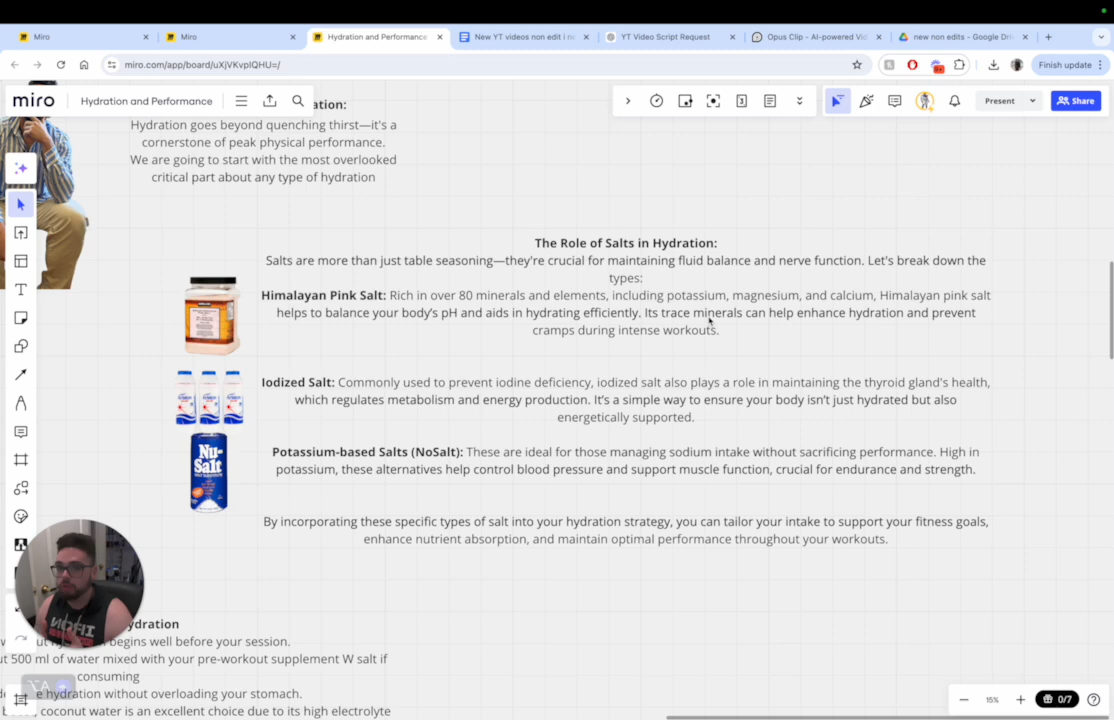 Miro
Miro
Hydration and Performance
New YT videos non edit i n
YT Video Script Request
Opus Clip - AI-powered Vi
new non edits - Google Dri
miro.com/app/board/uXjVKvpIQHU=/
Finish update
miro
Hydration and Performance
Present
Share
ation:
Hydration goes beyond quenching thirst—it's a
cornerstone of peak physical performance.
We are going to start with the most overlooked
critical part about any type of hydration
The Role of Salts in Hydration:
Salts are more than just table seasoning—they're crucial for maintaining fluid balance and nerve function. Let's break down the
types:
Himalayan Pink Salt: Rich in over 80 minerals and elements, including potassium, magnesium, and calcium, Himalayan pink salt
helps to balance your body's pH and aids in hydrating efficiently. Its trace minerals can help enhance hydration and prevent
cramps during intense workouts.
Iodized Salt: Commonly used to prevent iodine deficiency, iodized salt also plays a role in maintaining the thyroid gland's health,
which regulates metabolism and energy production. It's a simple way to ensure your body isn't just hydrated but also
energetically supported.
Nu-
Salt
Potassium-based Salts (NoSalt): These are ideal for those managing sodium intake without sacrificing performance. High in
potassium, these alternatives help control blood pressure and support muscle function, crucial for endurance and strength.
By incorporating these specific types of salt into your hydration strategy, you can tailor your intake to support your fitness goals,
enhance nutrient absorption, and maintain optimal performance throughout your workouts.
ydration
begins well before your session.
ut 500 ml of water mixed with your pre-workout supplement W salt if
consuming
e hydration without overloading your stomach.
coconut water is an excellent choice due to its high electrolyte
15%
0/7